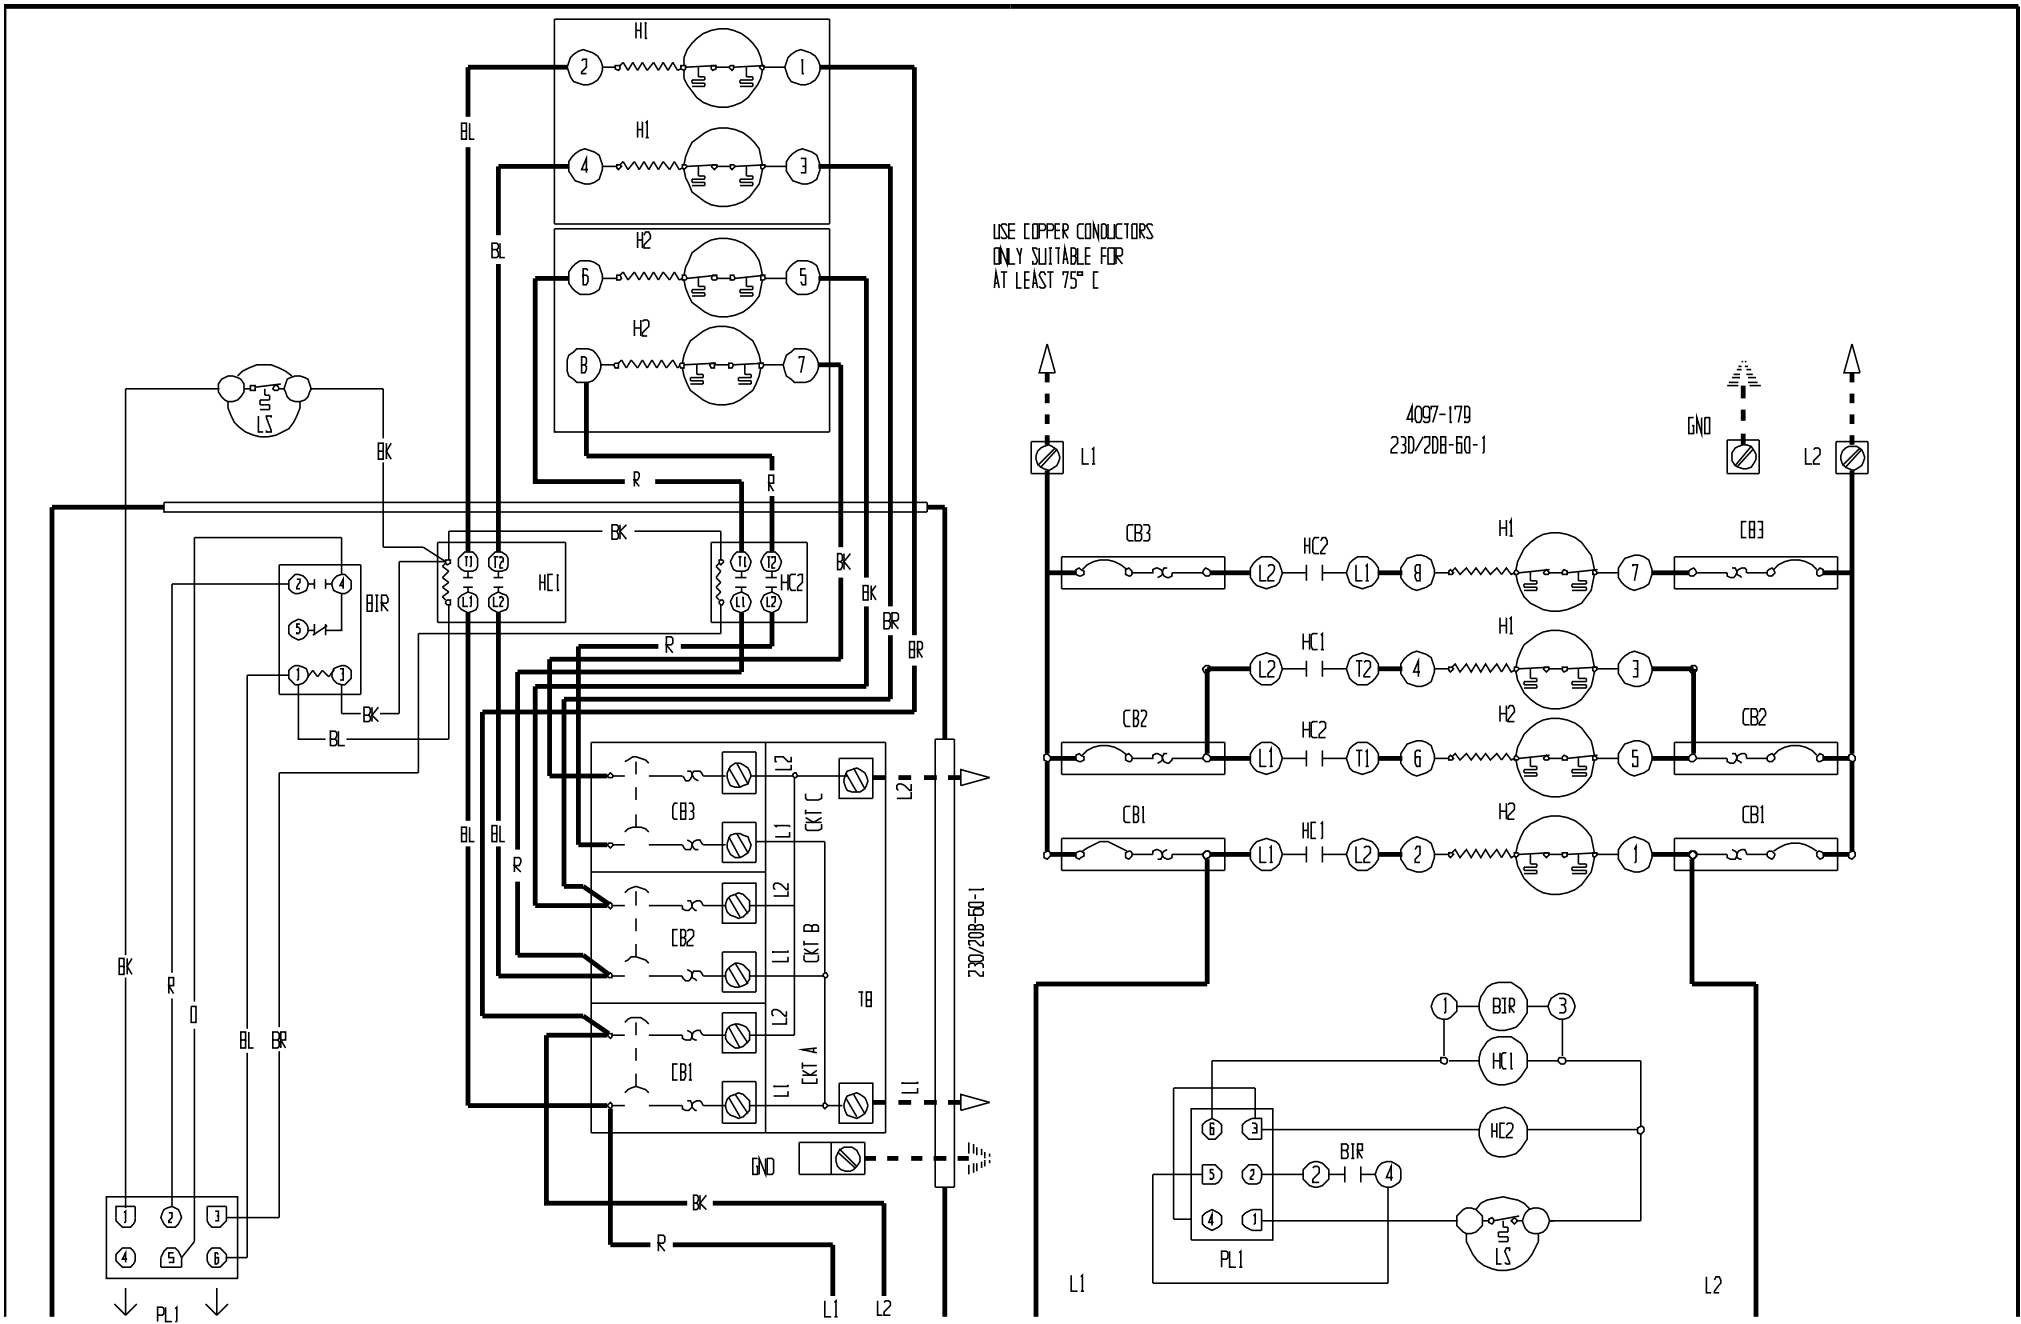 H1
2
1
BL
H1
4
3
BL
H2
6
5
H2
8
7
R
R
LS
BK
BK
T1
T2
L1
L2
HC1
T1
T2
L1
L2
HC2
2
4
5
1
3
BIR
BK
BL
BK
BK
BR
BR
R
BL
BL
R
CB3
CB2
CB1
L2
L1
L2
L1
L2
L1
CKT C
CKT B
CKT A
TB
L2
L1
230/208-60-1
GND
BK
R
L1
L2
BK
R
O
BL
BR
1
2
3
4
5
6
PL1
USE COPPER CONDUCTORS
ONLY SUITABLE FOR
AT LEAST 75° C
4097-179
230/208-60-1
L1
GND
L2
CB3
HC2
H1
CB3
L2
L1
8
7
HC1
H1
L2
T2
4
3
CB2
HC2
H2
CB2
L1
T1
6
5
CB1
HC1
H2
CB1
L1
L2
2
1
1
BIR
3
HC1
6
3
HC2
5
2
2
BIR
4
4
1
LS
PL1
L1
L2